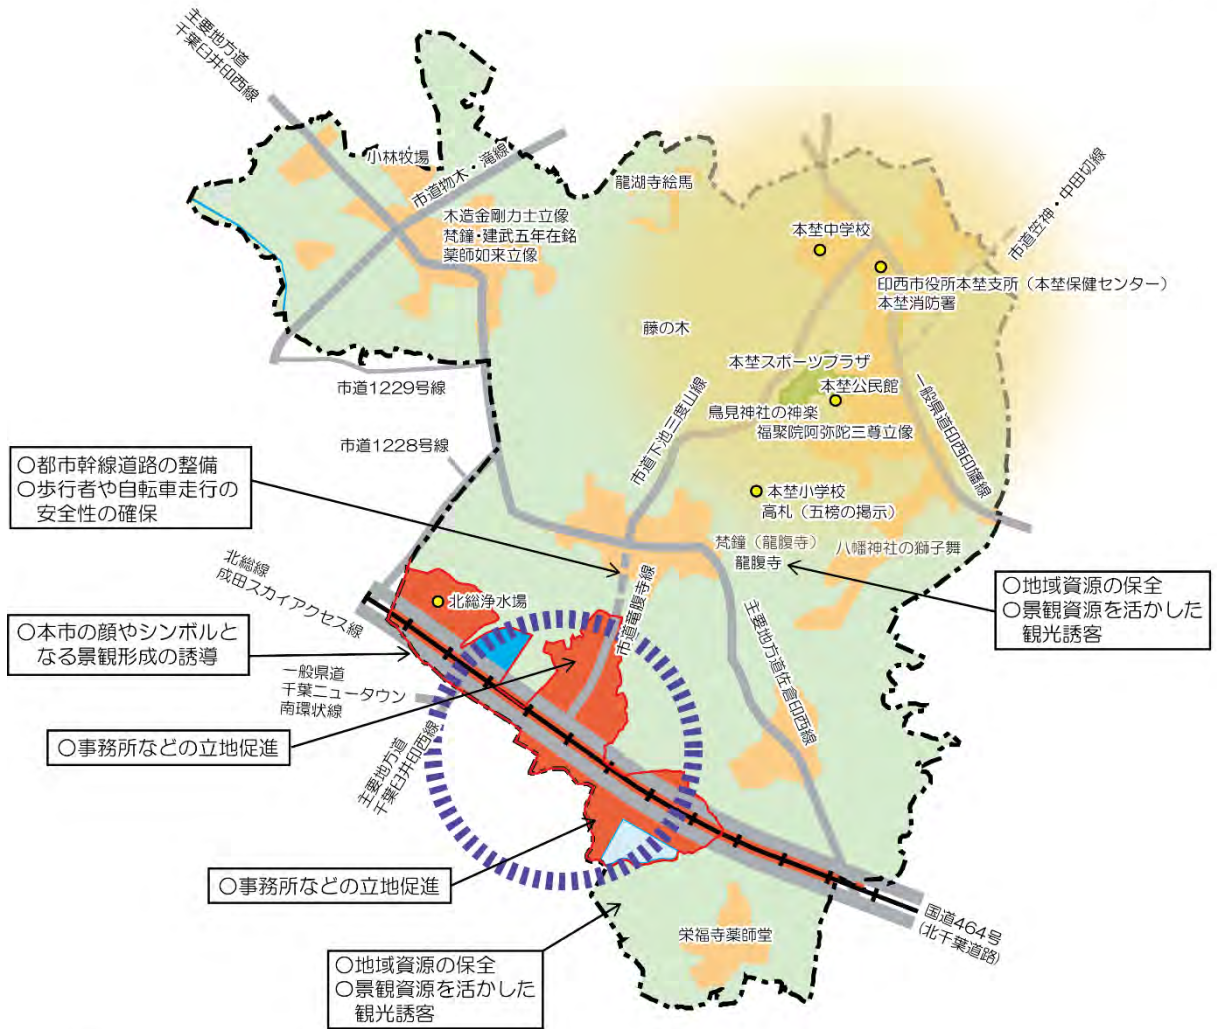 主要地方道
千葉臼井印西線
小林牧場
市道物木・滝線
龍湖寺絵馬
木造金剛力士立像
梵鐘・建武五年在銘
薬師如来立像
本埜中学校
市道笠神・中田切線
印西市役所本埜支所（本埜保健センター）
本埜消防署
藤の木
本埜スポーツプラザ
本埜公民館
市道1229号線
市道下池三度山線
鳥見神社の神楽
福聚院阿弥陀三尊立像
一般県道印西印旛線
市道1228号線
○都市幹線道路の整備
○歩行者や自転車走行の
安全性の確保
本埜小学校
高札（五榜の掲示）
梵鐘（龍腹寺）
龍腹寺
八幡神社の獅子舞
北総線
成田スカイアクセス線
北総浄水場
市道竜腹寺線
○地域資源の保全
○景観資源を活かした
観光誘客
○本市の顔やシンボルと
なる景観形成の誘導
主要地方道佐倉印西線
一般県道
千葉ニュータウン
南環状線
主要地方道
千葉臼井印西線
○事務所などの立地促進
○事務所などの立地促進
国道464号
(北千葉道路)
栄福寺薬師堂
○地域資源の保全
○景観資源を活かした
観光誘客